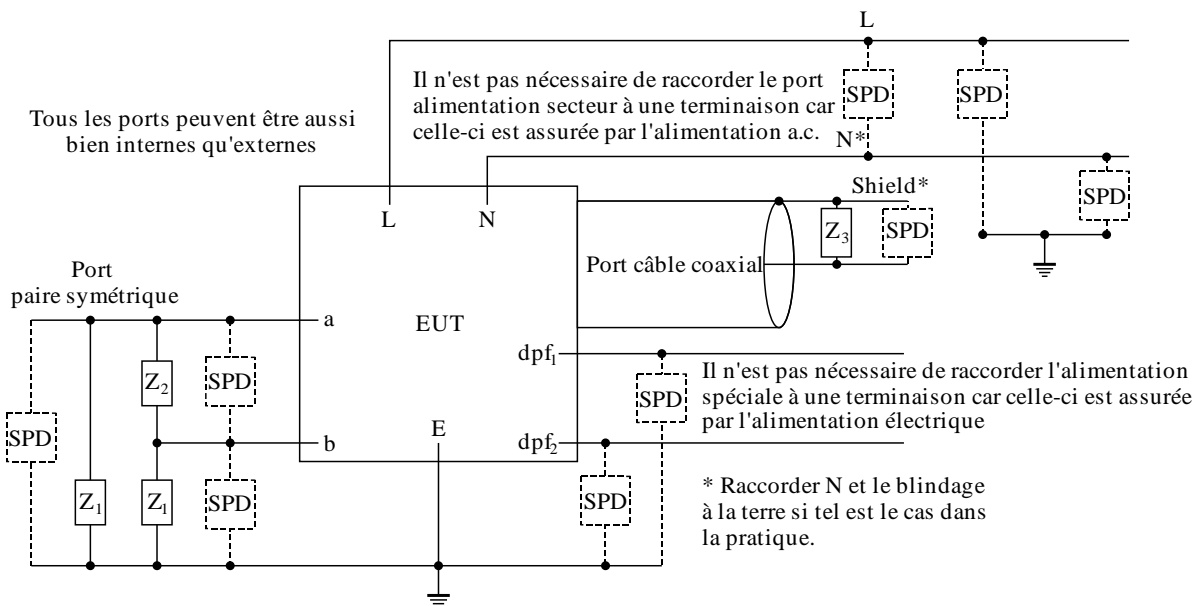 L
Il n'est pas nécessaire de raccorder le port
alimentation secteur à une terminaison car
celle-ci est assurée par l'alimentation a.c.
SPD
SPD
Tous les ports peuvent être aussi
bien internes qu'externes
N*
SPD
L
N
Shield*
Z3
SPD
Port câble coaxial
Port
paire symétrique
a
EUT
dpf1
Z2
SPD
SPD
Il n'est pas nécessaire de raccorder l'alimentation
spéciale à une terminaison car celle-ci est assurée
par l'alimentation électrique
SPD
b
E
dpf2
Z1
Z1
SPD
SPD
* Raccorder N et le blindage
à la terre si tel est le cas dans
la pratique.